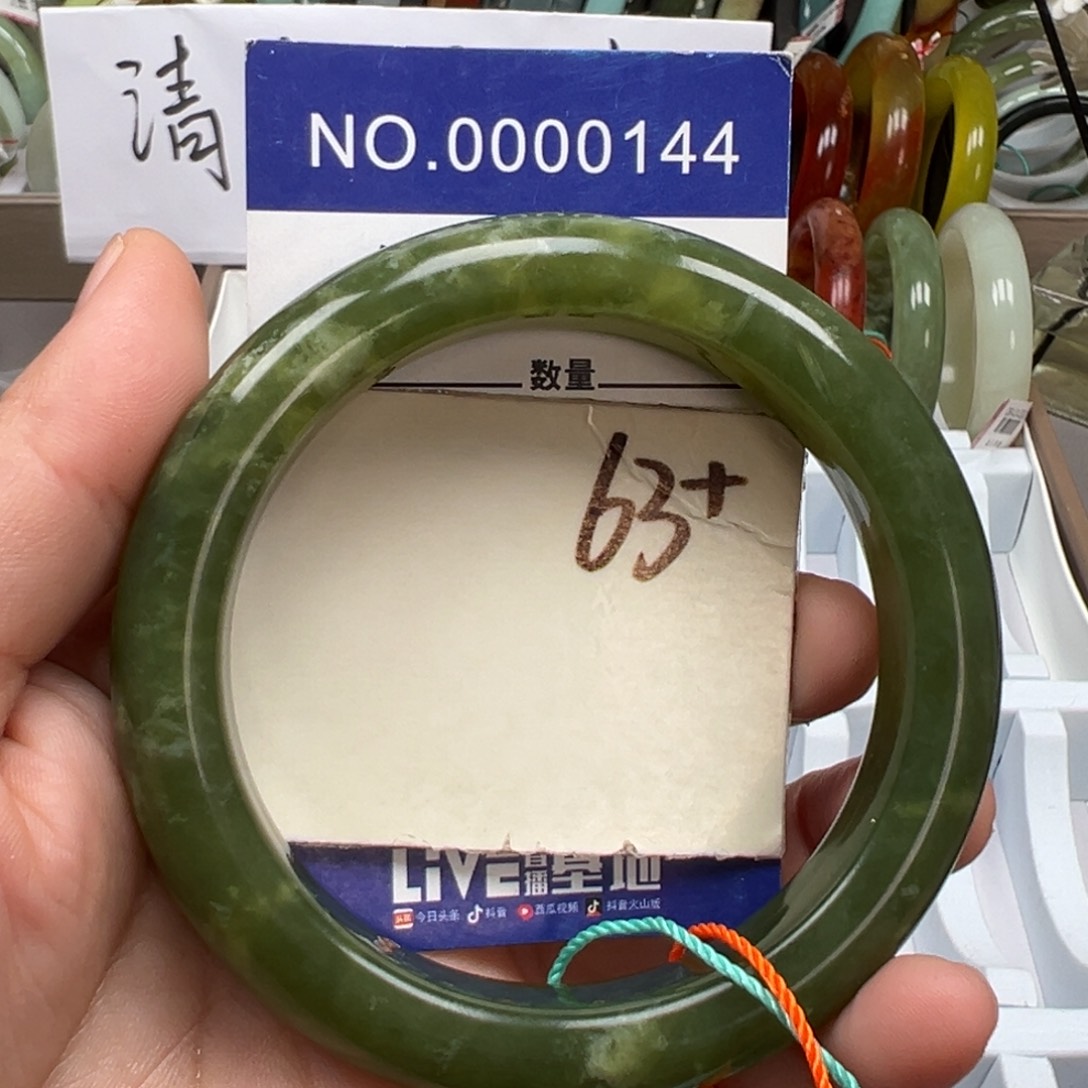 清
NO.0000144
数量
63+
LiVE直播基地
今日头条 抖音 西瓜视频 抖音火山版